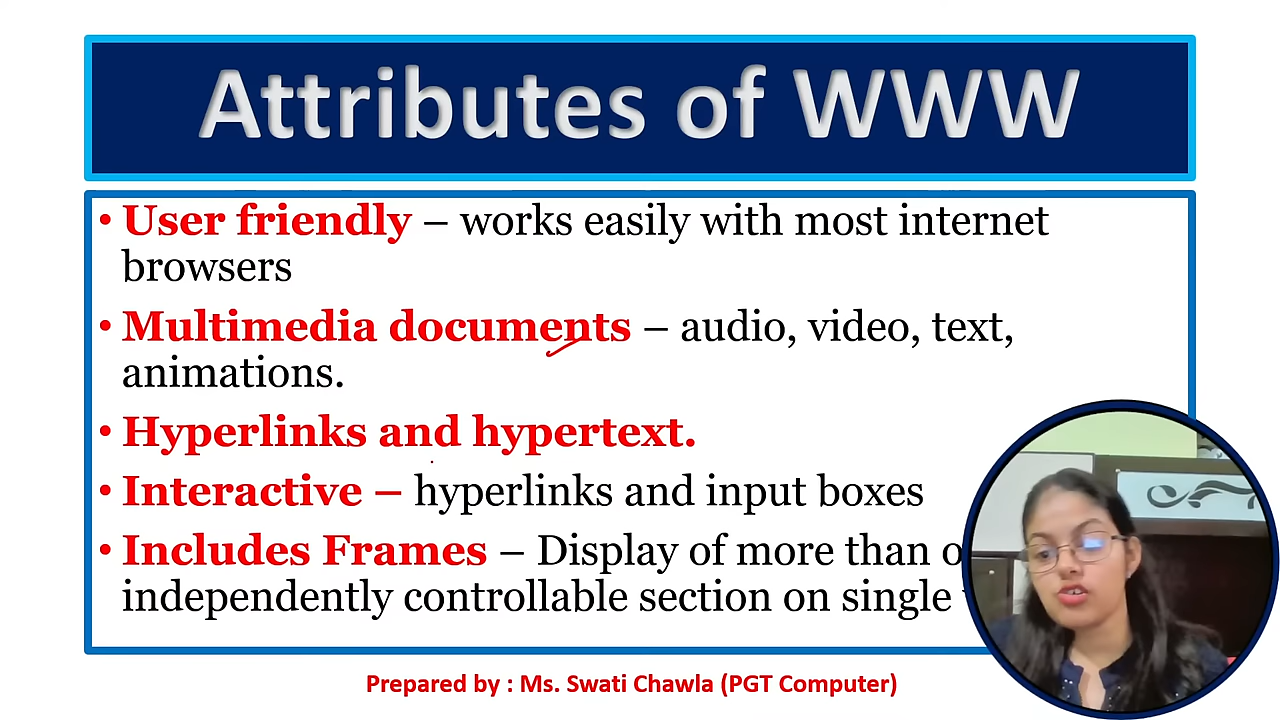 Attributes of WWW
• User friendly – works easily with most internet
browsers
• Multimedia documents – audio, video, text,
animations.
• Hyperlinks and hypertext.
• Interactive – hyperlinks and input boxes
• Includes Frames – Display of more than
independently controllable section on single
Prepared by : Ms. Swati Chawla (PGT Computer)